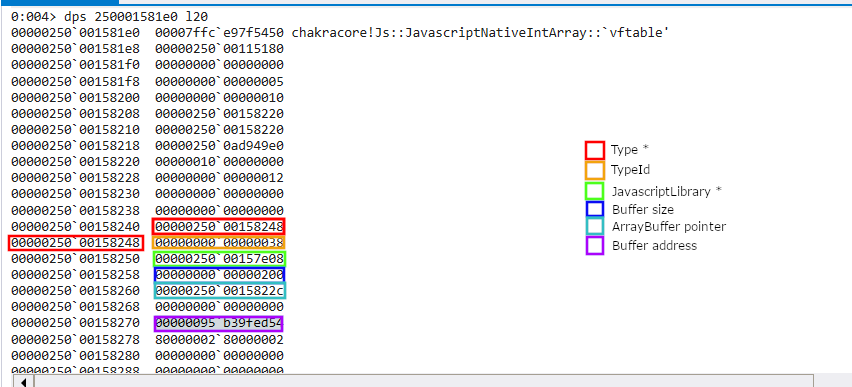 0:004> dps 250001581e0 l20
00000250`001581e0 00007ffc`e97f5450 chakracore!Js::JavascriptNativeIntArray::`vftable'
00000250`001581e8 00000250`00115180
00000250`001581f0 00000000`00000000
00000250`001581f8 00000000`00000005
00000250`00158200 00000000`00000010
00000250`00158208 00000250`00158220
00000250`00158210 00000250`00158220
00000250`00158218 00000250`0ad949e0
00000250`00158220 00000010`00000000
00000250`00158228 00000000`00000012
00000250`00158230 00000000`00000000
00000250`00158238 00000000`00000000
00000250`00158240 00000250`00158248
00000250`00158248 00000000`00000038
00000250`00158250 00000250`00157e08
00000250`00158258 00000000`00000200
00000250`00158260 00000250`0015822c
00000250`00158268 00000000`00000000
00000250`00158270 00000095`b39fed54
00000250`00158278 80000002`80000002
00000250`00158280 00000000`00000000
00000250`00158288 00000000`00000000
Type *
TypeId
JavascriptLibrary *
Buffer size
ArrayBuffer pointer
Buffer address